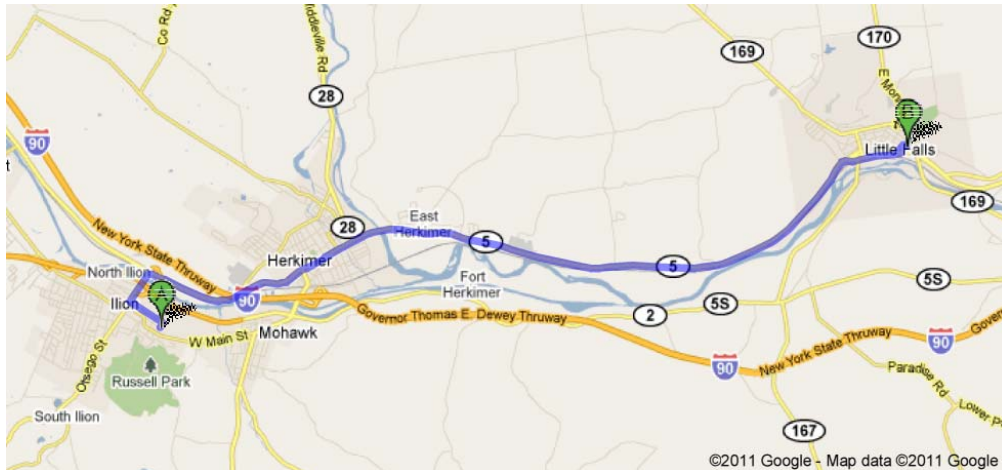 Co Rd
Middleville Rd
169
170
E Mon
28
90
B
Little Falls
169
t
New York State Thruway
28
East
Herkimer
5
North Ilion
Herkimer
5
Ilion
A
90
Fort
Herkimer
5S
5S
2
Mohawk
Governor Thomas E. Dewey Thruway
W Main St
Otsego St
Russell Park
90
New York State Thruway
90
Governo
Paradise Rd
South Ilion
Lower P
167
©2011 Google - Map data ©2011 Google